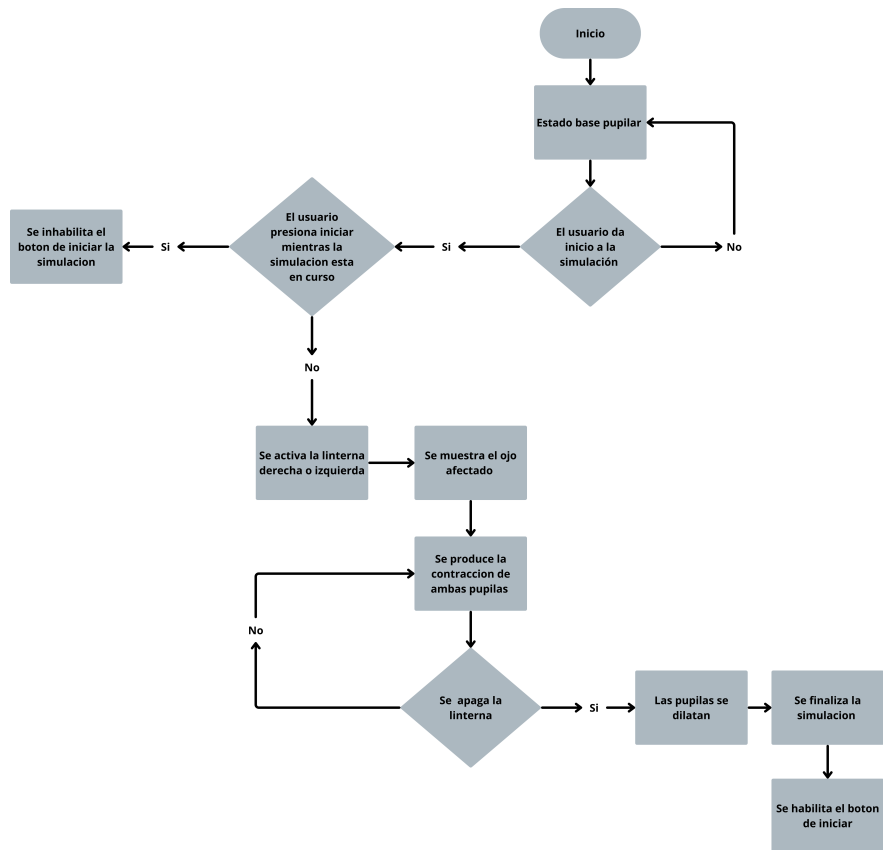 Inicio
Estado base pupilar
El usuario da
inicio a la
simulación
No
Si
El usuario
presiona iniciar
mientras la
simulacion esta
en curso
Si
Se inhabilita el
boton de iniciar la
simulacion
No
Se activa la linterna
derecha o izquierda
Se muestra el ojo
afectado
Se produce la
contraccion de
ambas pupilas
No
Se apaga la
linterna
Si
Las pupilas se
dilatan
Se finaliza la
simulacion
Se habilita el boton
de iniciar